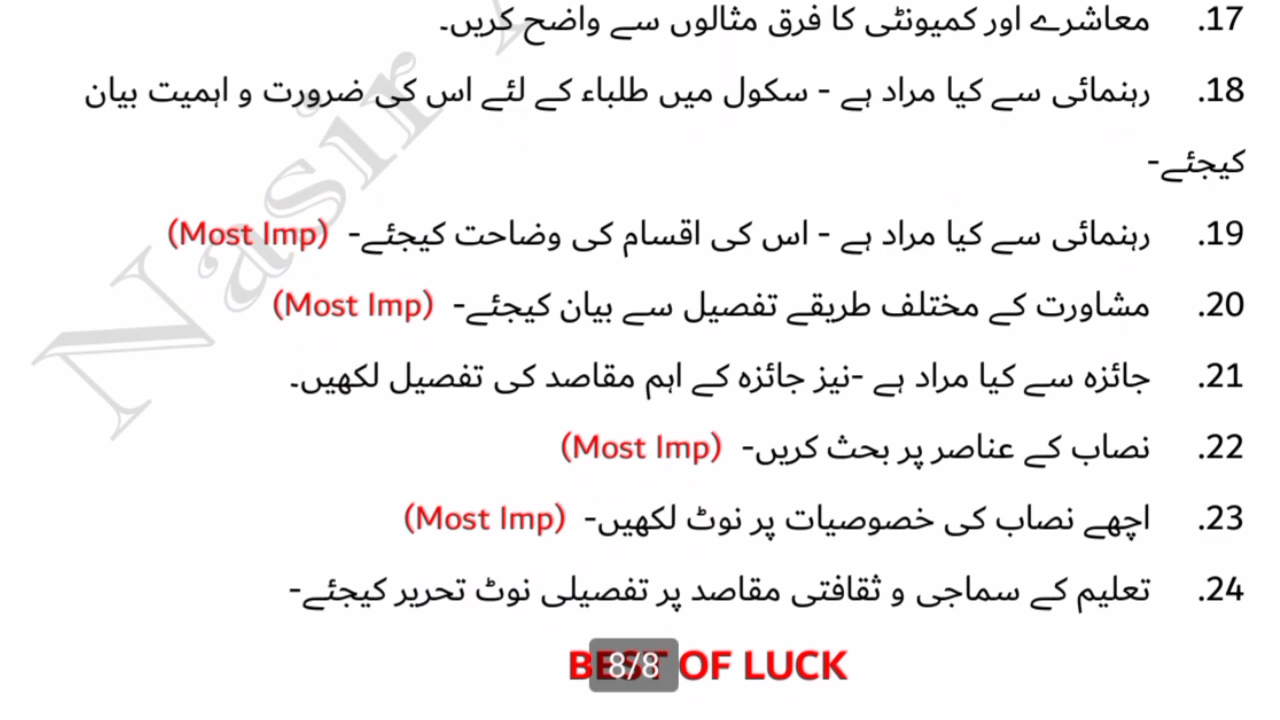 17. معاشرے اور کمیونٹی کا فرق مثالوں سے واضح کریں۔
18. رہنمائی سے کیا مراد ہے - سکول میں طلباء کے لئے اس کی ضرورت و اہمیت بیان
کیجئے-
19. رہنمائی سے کیا مراد ہے - اس کی اقسام کی وضاحت کیجئے- (Most Imp)
20. مشاورت کے مختلف طریقے تفصیل سے بیان کیجئے- (Most Imp)
21. جائزہ سے کیا مراد ہے -نیز جائزہ کے اہم مقاصد کی تفصیل لکھیں۔
22. نصاب کے عناصر پر بحث کریں- (Most Imp)
23. اچھے نصاب کی خصوصیات پر نوٹ لکھیں- (Most Imp)
24. تعلیم کے سماجی و ثقافتی مقاصد پر تفصیلی نوٹ تحریر کیجئے-
BEST OF LUCK
8/8
Nasir